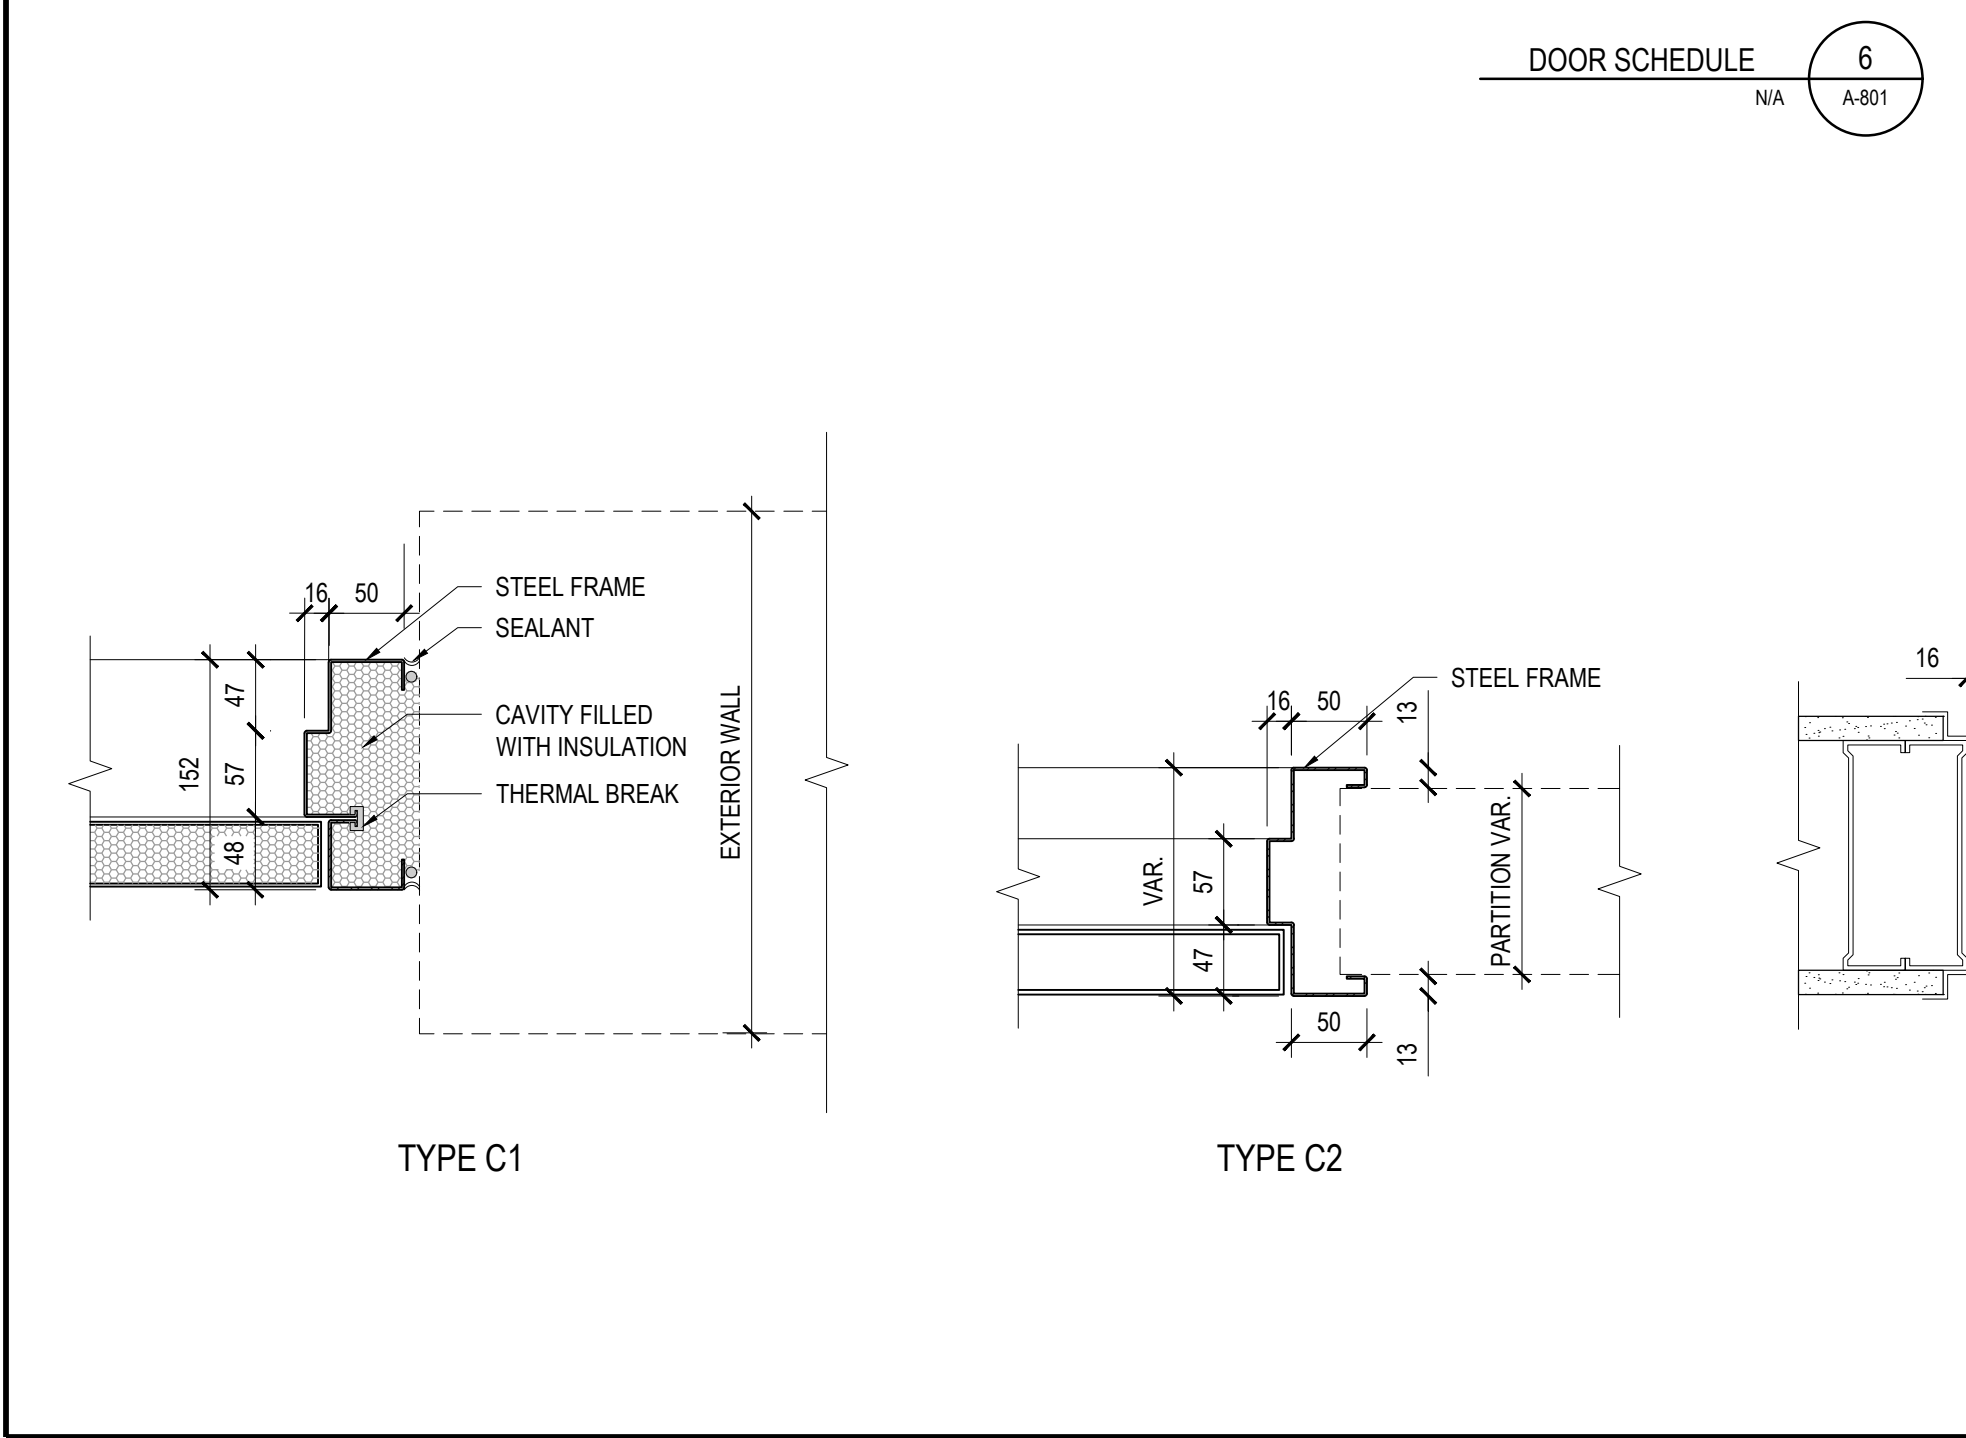 DOOR SCHEDULE
6
N/A
A-801
16
50
STEEL FRAME
SEALANT
47
CAVITY FILLED
WITH INSULATION
152
57
THERMAL BREAK
48
EXTERIOR WALL
TYPE C1
16
50
13
STEEL FRAME
VAR.
57
47
PARTITION VAR.
50
13
TYPE C2
16